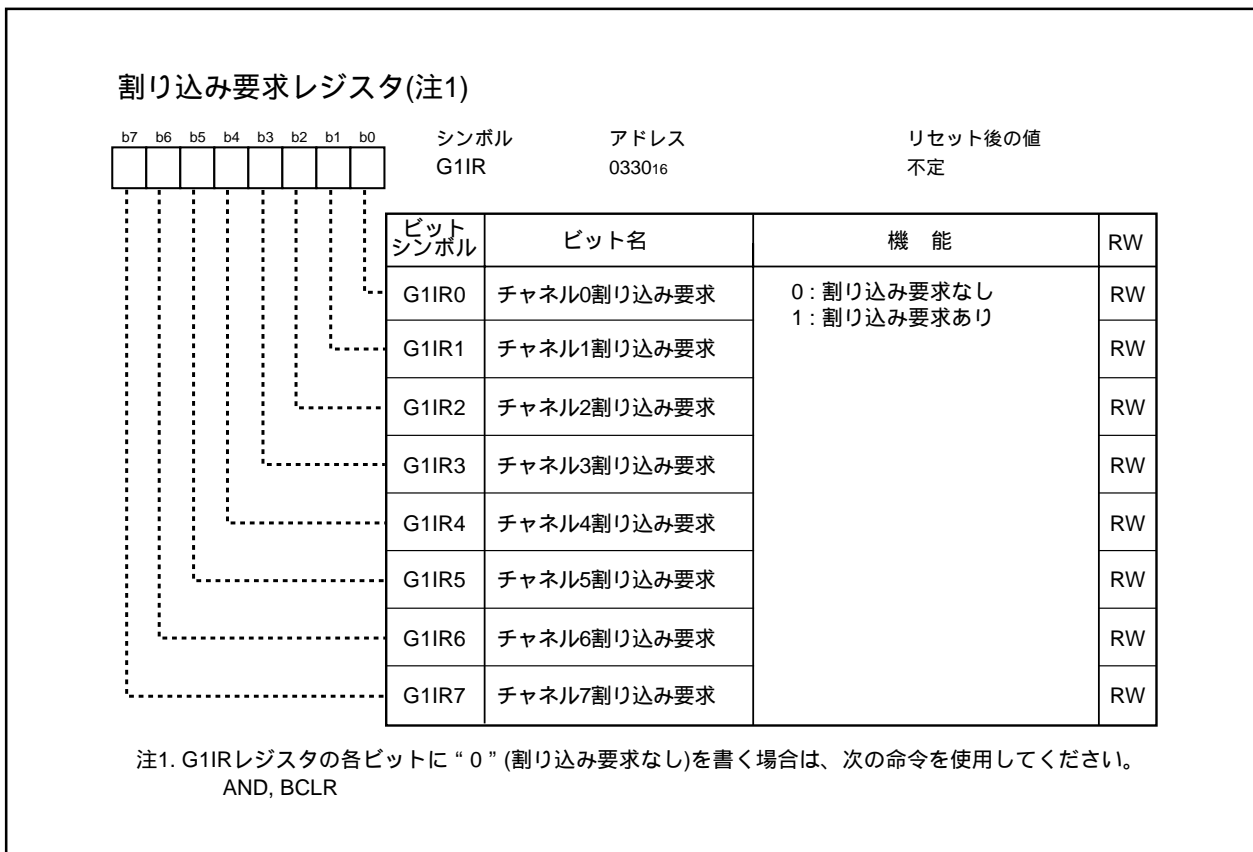 割り込み要求レジスタ(注1)
b7 b6 b5 b4 b3 b2 b1 b0
シンボル アドレス リセット後の値
G1IR 033016 不定
ビットシンボル ビット名 機 能 RW
G1IR0 チャネル0割り込み要求 0 : 割り込み要求なし RW
1 : 割り込み要求あり
G1IR1 チャネル1割り込み要求 RW
G1IR2 チャネル2割り込み要求 RW
G1IR3 チャネル3割り込み要求 RW
G1IR4 チャネル4割り込み要求 RW
G1IR5 チャネル5割り込み要求 RW
G1IR6 チャネル6割り込み要求 RW
G1IR7 チャネル7割り込み要求 RW
注1. G1IRレジスタの各ビットに “ 0 ” (割り込み要求なし)を書く場合は、次の命令を使用してください。
AND, BCLR